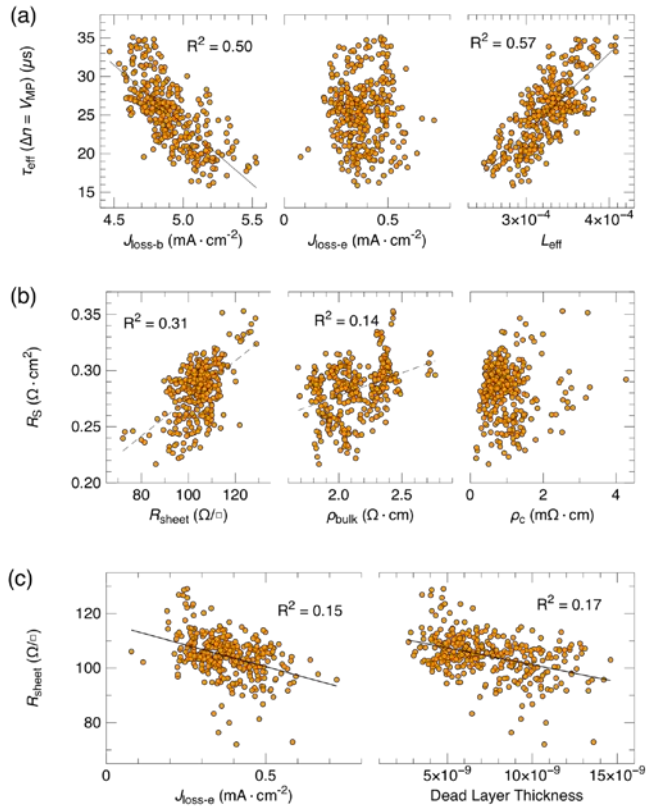 (a)
τeff (Δn = VMP) (μs)
35
30
25
20
15
R² = 0.50
R² = 0.57
4.5 5.0 5.5
0 0.5
3×10⁻⁴ 4×10⁻⁴
Jloss-b (mA · cm⁻²)
Jloss-e (mA · cm⁻²)
Leff
(b)
RS (Ω · cm²)
0.35
0.30
0.25
0.20
R² = 0.31
R² = 0.14
80 100 120
2.0 2.5
0 2 4
Rsheet (Ω/□)
ρbulk (Ω · cm)
ρc (mΩ · cm)
(c)
Rsheet (Ω/□)
120
100
80
R² = 0.15
R² = 0.17
0 0.5
5×10⁻⁹ 10×10⁻⁹ 15×10⁻⁹
Jloss-e (mA · cm⁻²)
Dead Layer Thickness